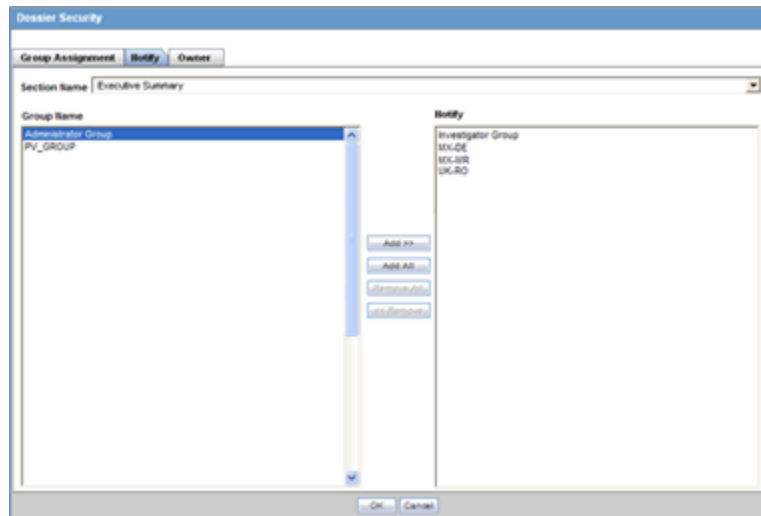 Dossier Security
Group Assignment Notify Owner
Section Name Executive Summary
Group Name Notify
Administrator Group
PV_GROUP
Investigator Group
MX-DE
MX-WR
UK-RO
Add >>
Add All
Remove All
<< Remove
OK Cancel